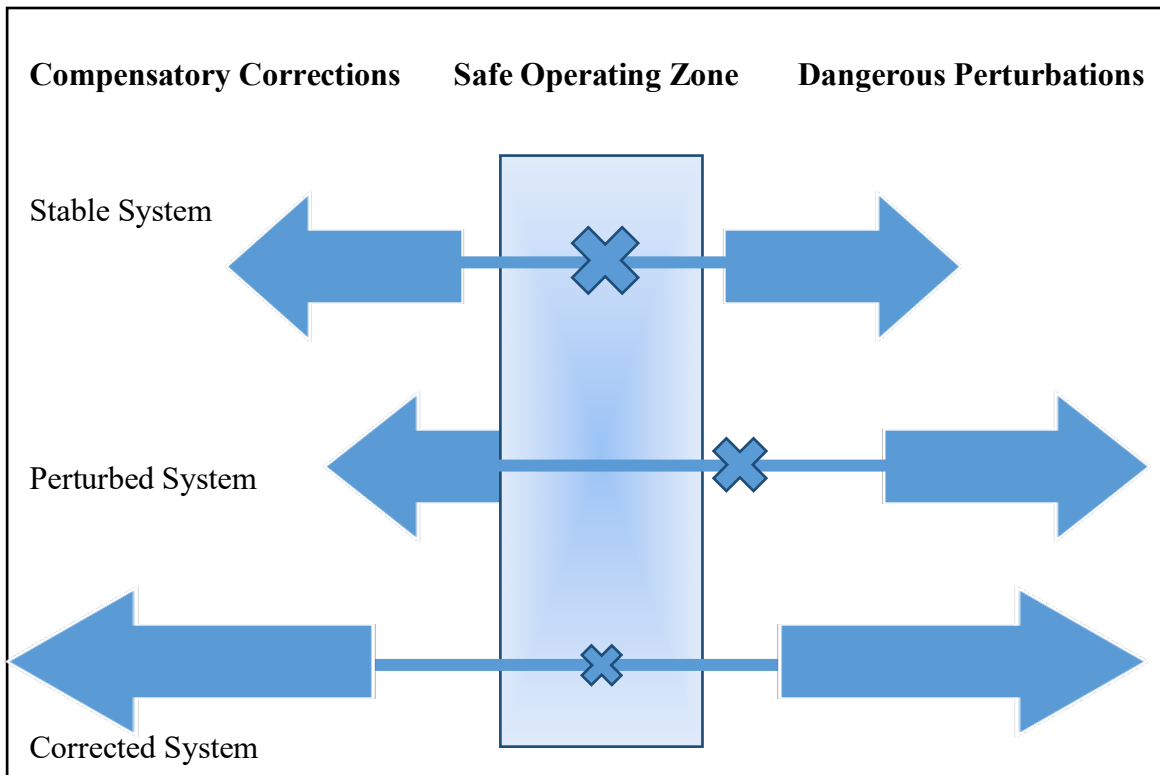 Compensatory Corrections Safe Operating Zone Dangerous Perturbations
Stable System
Perturbed System
Corrected System